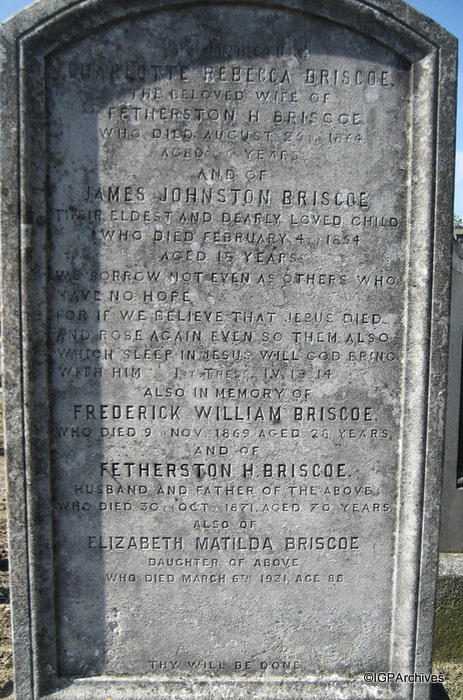 CHARLOTTE REBECCA BRISCOE,
THE BELOVED WIFE OF
FETHERSTON H BRISCOE
WHO DIED AUGUST
AGED YEARS
AND OF
JAMES JOHNSTON BRISCOE
THEIR ELDEST AND DEARLY LOVED CHILD
WHO DIED FEBRUARY 4TH 1854
AGED 15 YEARS
WE SORROW NOT EVEN AS OTHERS WHO
HAVE NO HOPE
FOR IF WE BELIEVE THAT JESUS DIED
AND ROSE AGAIN EVEN SO THEM ALSO
WHICH SLEEP IN JESUS WILL GOD BRING
WITH HIM 1ST THESS. IV. 13 14
ALSO IN MEMORY OF
FREDERICK WILLIAM BRISCOE,
WHO DIED 9TH NOV. 1869 AGED 28 YEARS
AND OF
FETHERSTON H. BRISCOE,
HUSBAND AND FATHER OF THE ABOVE
WHO DIED 30TH OCT 1871, AGED 70 YEARS
ALSO OF
ELIZABETH MATILDA BRISCOE
DAUGHTER OF ABOVE
WHO DIED MARCH 6TH 1931, AGE 88
THY WILL BE DONE
©IGPArchives